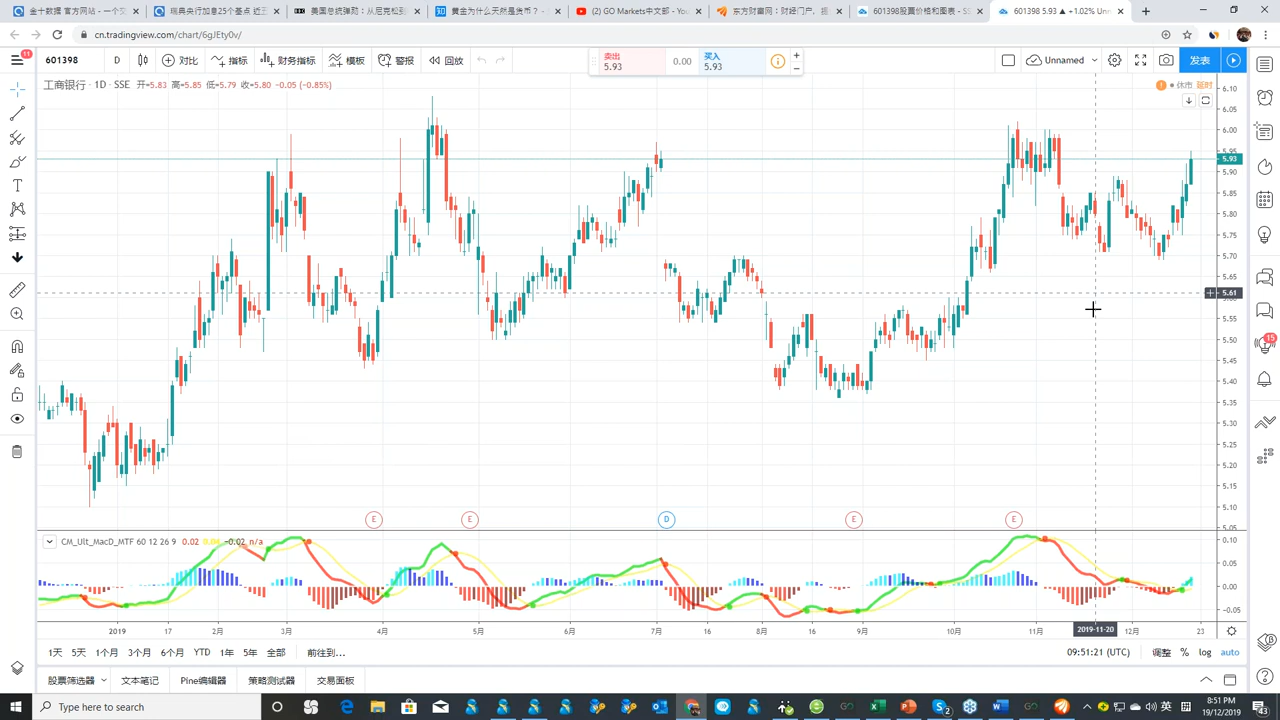 金十数据 官方网站 - 一个交
瑞典央行加息25个基点 近五
美国总统弹劾：从尼克松到
黄金为什么天然是货币？ -
(2) GO Markets中文部 - You
东方财富网：财经门户，提
601398股票价格和图表 - SS
601398 5.93 ▲ +1.02% Unn
cn.tradingview.com/chart/6gJEty0v/
11
601398
D
对比
指标
财务指标
模板
警报
回放
卖出
5.93
0.00
买入
5.93
Unnamed
发表
工商银行 · 1D · SSE 开=5.83 高=5.85 低=5.79 收=5.80 -0.05 (-0.85%)
休市 延时
6.10
6.05
6.00
5.95
5.93
5.90
5.85
5.80
5.75
5.70
5.65
5.61
5.60
5.55
5.50
5.45
5.40
5.35
5.30
5.25
5.20
5.15
5.10
5.05
15
E
E
D
E
E
CM_Ult_MacD_MTF 60 12 26 9 0.02 0.04 -0.02 n/a
0.10
0.05
0.00
-0.05
2019
17
2月
3月
4月
5月
6月
7月
16
8月
16
9月
10月
11月
2019-11-20
12月
23
1天 5天 1个月 3个月 6个月 YTD 1年 5年 全部 前往到...
09:51:21 (UTC) 调整 % log auto
股票筛选器 文本笔记 Pine编辑器 策略测试器 交易面板
Type here to search
8:51 PM
英
19/12/2019